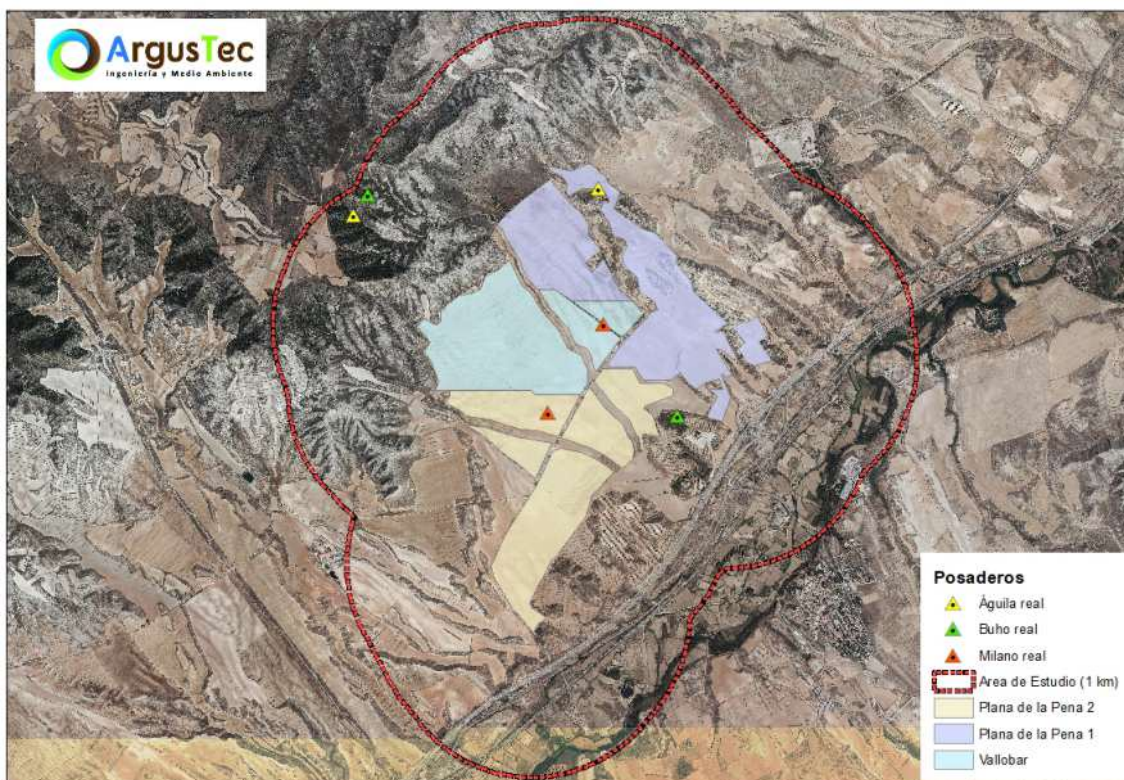 ArgusTec
Ingeniería y Medio Ambiente
Posaderos
Águila real
Buho real
Milano real
Area de Estudio (1 km)
Plana de la Pena 2
Plana de la Pena 1
Vallobar